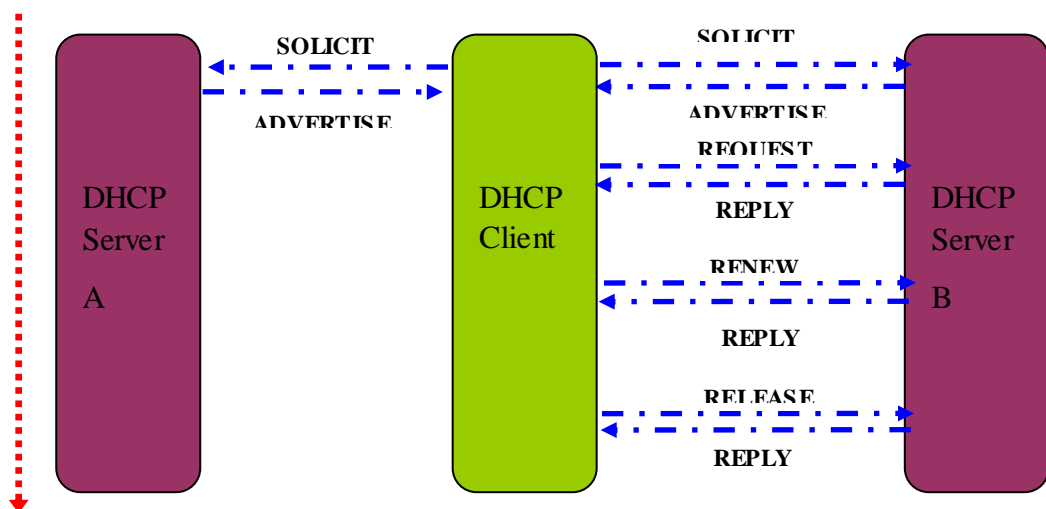 SOLICIT
SOLICIT
ADVERTISE
ADVERTISE
REQUEST
REPLY
DHCP
Server
A
DHCP
Client
DHCP
Server
B
RENEW
REPLY
RELEASE
REPLY